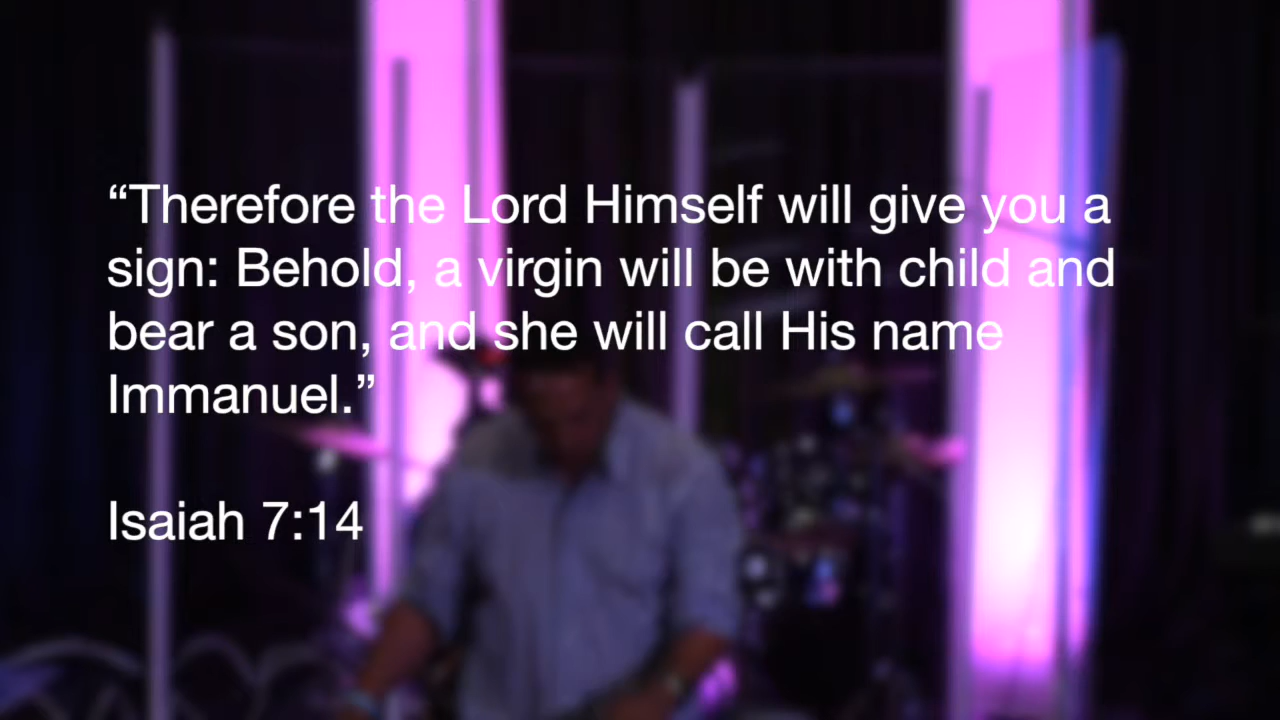 “Therefore the Lord Himself will give you a
sign: Behold, a virgin will be with child and
bear a son, and she will call His name
Immanuel.”
Isaiah 7:14